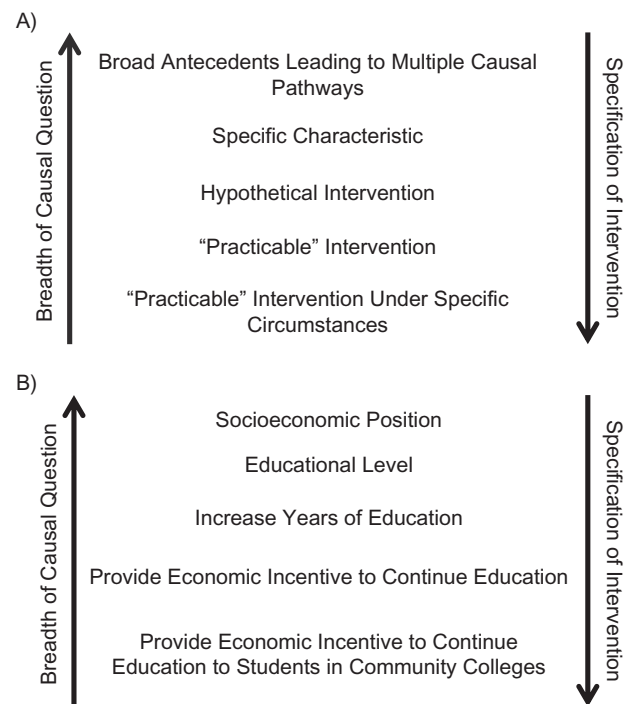 A)
Breadth of Causal Question
Broad Antecedents Leading to Multiple Causal
Pathways
Specific Characteristic
Hypothetical Intervention
“Practicable” Intervention
“Practicable” Intervention Under Specific
Circumstances
Specification of Intervention
B)
Breadth of Causal Question
Socioeconomic Position
Educational Level
Increase Years of Education
Provide Economic Incentive to Continue Education
Provide Economic Incentive to Continue
Education to Students in Community Colleges
Specification of Intervention